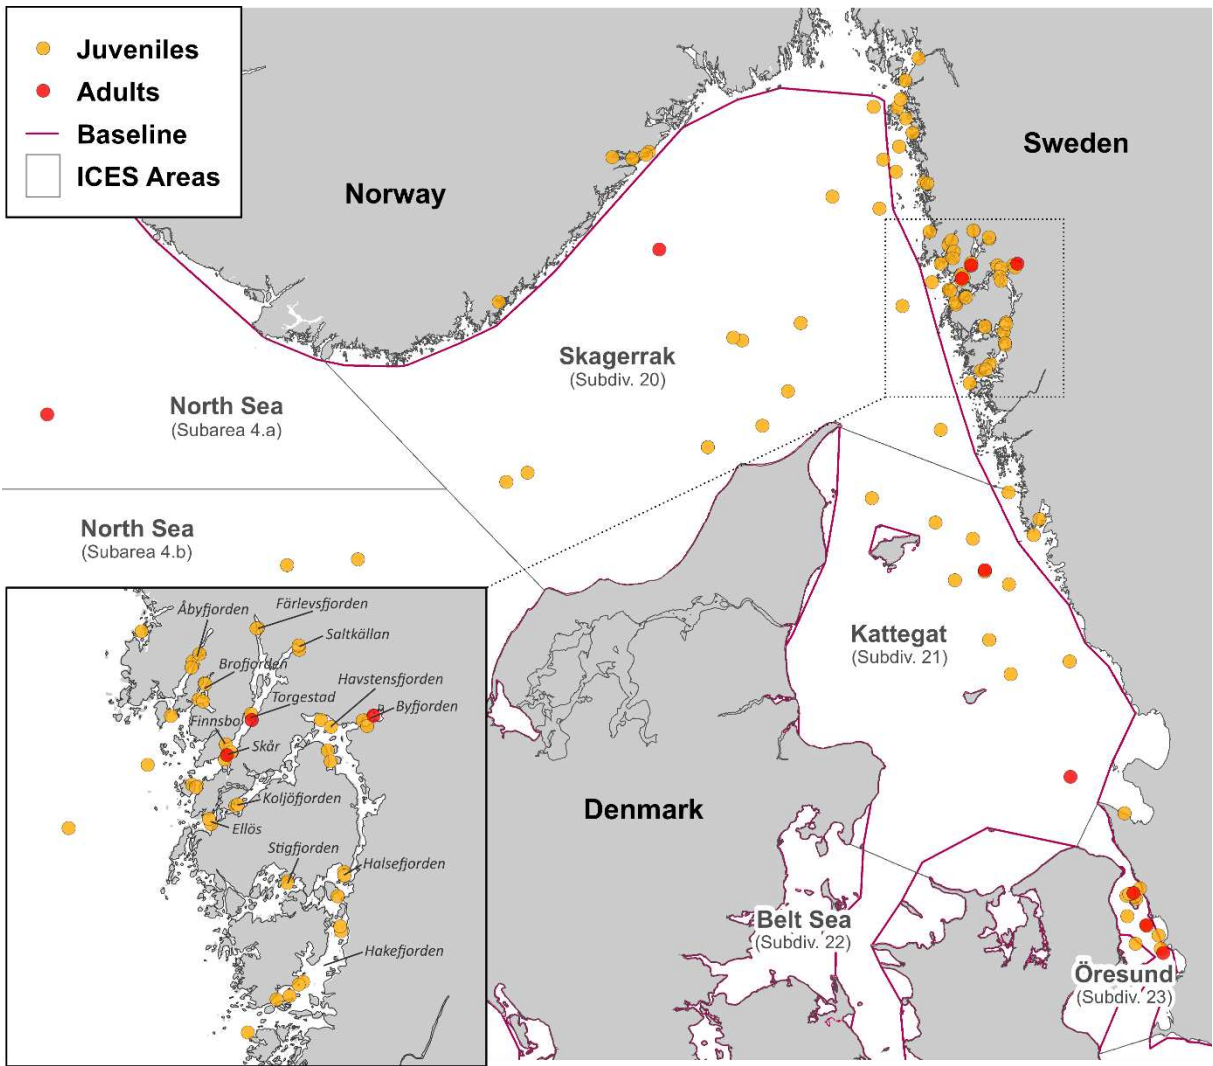 Juveniles
Adults
Baseline
ICES Areas
Norway
Sweden
Skagerrak
(Subdiv. 20)
North Sea
(Subarea 4.a)
North Sea
(Subarea 4.b)
Kattegat
(Subdiv. 21)
Denmark
Belt Sea
(Subdiv. 22)
Öresund
(Subdiv. 23)
Åbyfjorden
Färlevsfjorden
Saltkällan
Brofjorden
Havstensfjorden
Torgestad
Byfjorden
Finnsbo
Skår
Koljöfjorden
Ellös
Stigfjorden
Halsefjorden
Hakefjorden